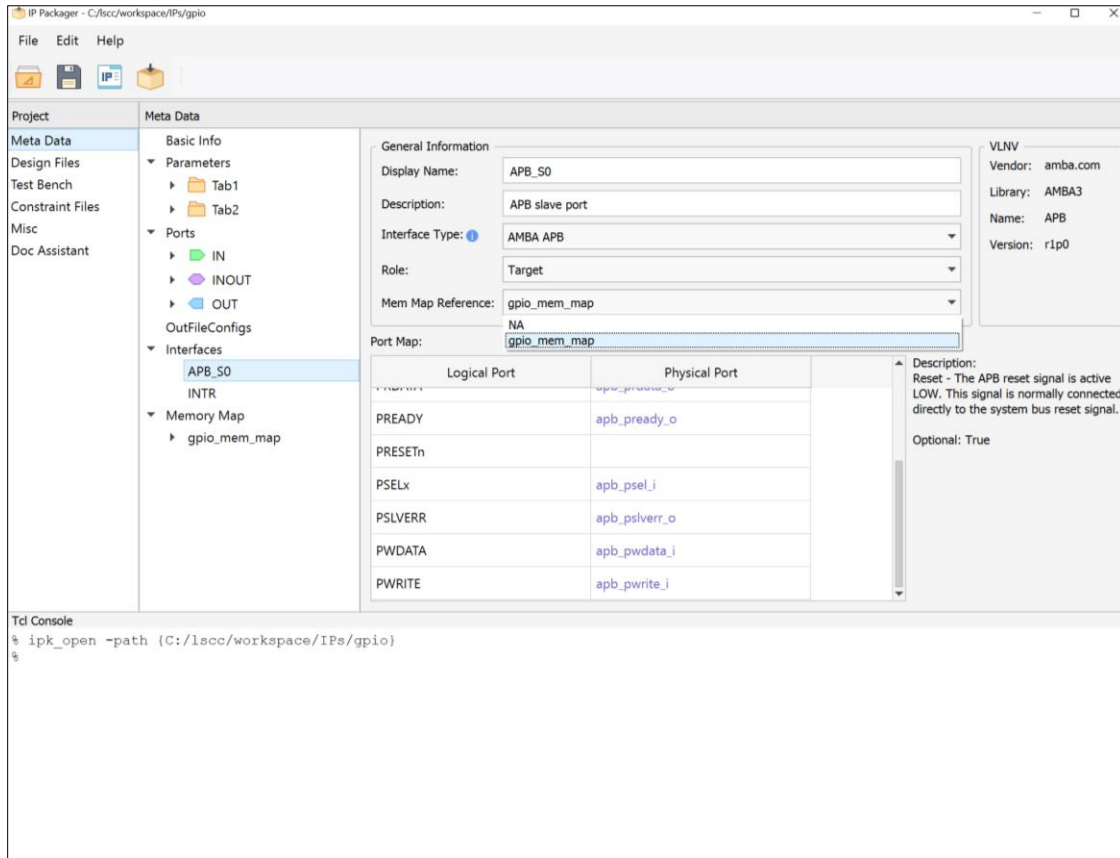 IP Packager - C:/lscc/workspace/IPs/gpio
File Edit Help
IP
Project
Meta Data
Meta Data
Design Files
Test Bench
Constraint Files
Misc
Doc Assistant
Basic Info
Parameters
Tab1
Tab2
Ports
IN
INOUT
OUT
OutFileConfigs
Interfaces
APB_S0
INTR
Memory Map
gpio_mem_map
General Information
Display Name: APB_S0
Description: APB slave port
Interface Type: AMBA APB
Role: Target
Mem Map Reference: gpio_mem_map
NA
gpio_mem_map
VLNV
Vendor: amba.com
Library: AMBA3
Name: APB
Version: r1p0
Port Map:
Logical Port Physical Port
PRDATA apb_prdata_o
PREADY apb_pready_o
PRESETn
PSELx apb_psel_i
PSLVERR apb_pslverr_o
PWDATA apb_pwdata_i
PWRITE apb_pwrite_i
Description:
Reset - The APB reset signal is active
LOW. This signal is normally connected
directly to the system bus reset signal.
Optional: True
Tcl Console
% ipk_open -path {C:/lscc/workspace/IPs/gpio}
%